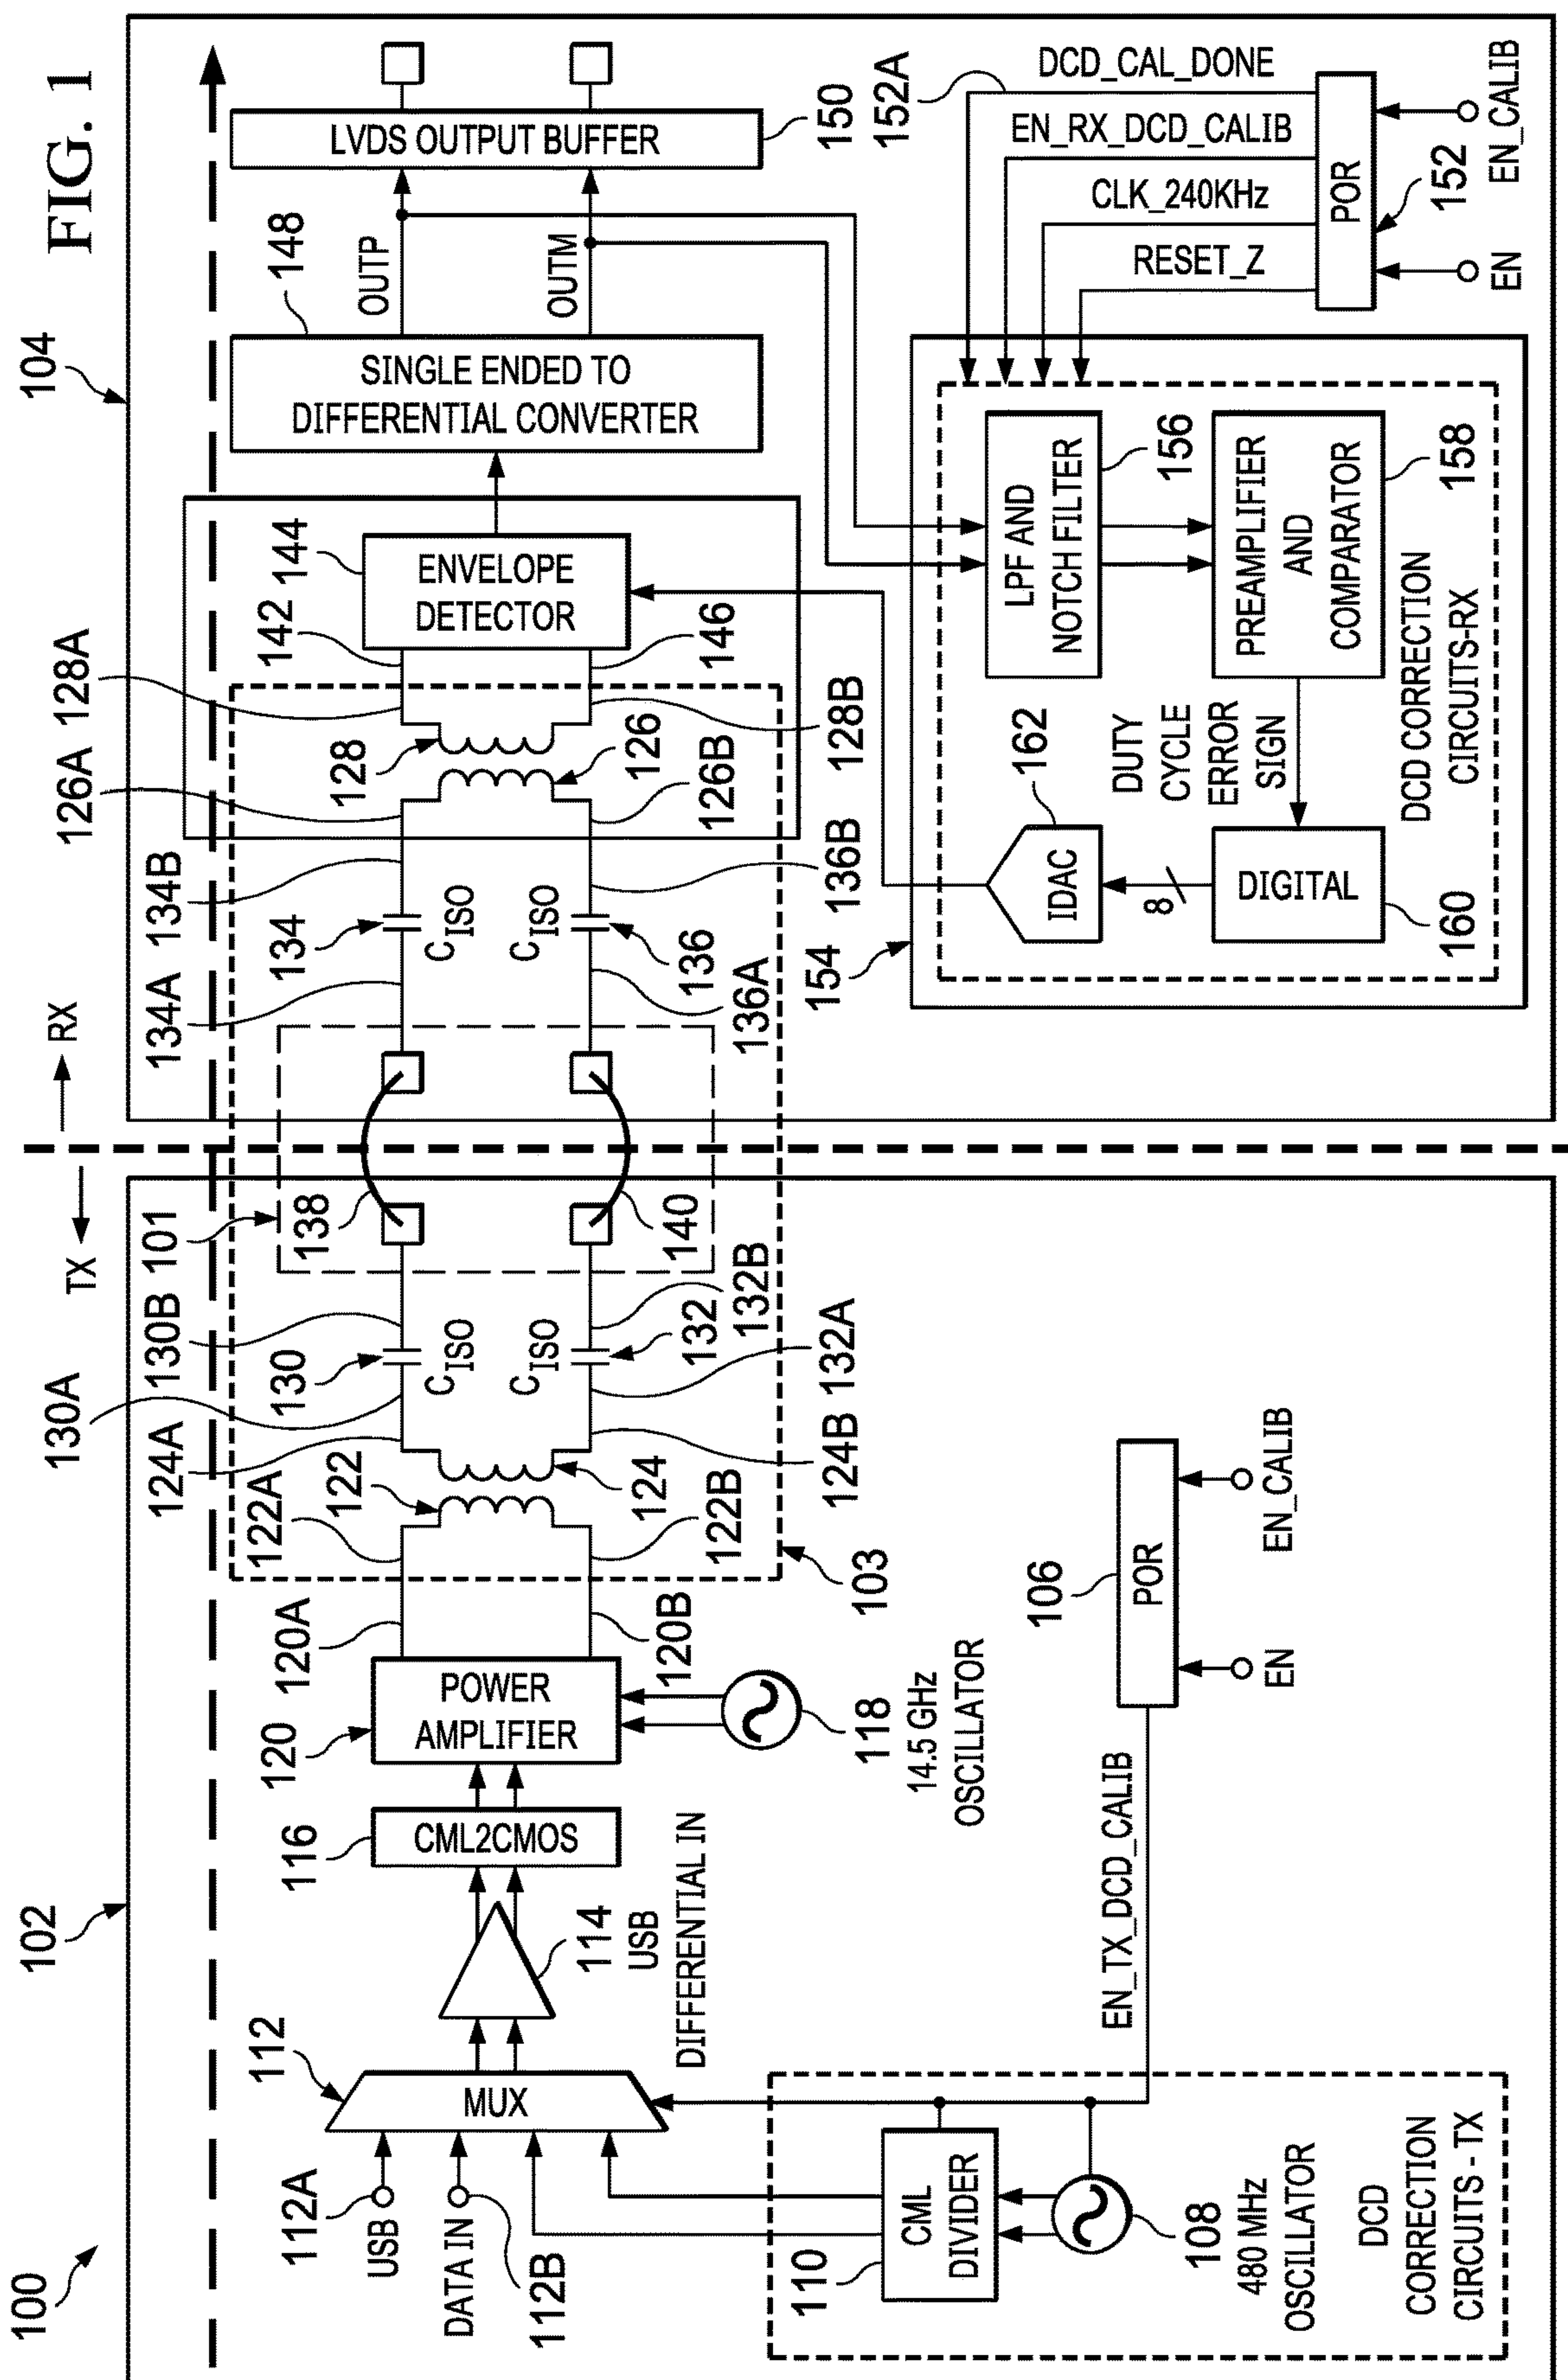 FIG. 1
100
102
104
TX
RX
112A
USB
DATA IN
112B
112
MUX
114
USB
DIFFERENTIAL IN
116
CML2CMOS
120
POWER
AMPLIFIER
118
14.5 GHz
OSCILLATOR
120A
120B
122A
122
122B
124A
124
124B
130A
130B
130
CISO
CISO
132
132B
132A
103
101
138
140
134A
134B
134
CISO
CISO
136
136B
136A
126A
126
126B
128A
128
128B
142
144
146
ENVELOPE
DETECTOR
148
SINGLE ENDED TO
DIFFERENTIAL CONVERTER
OUTP
OUTM
LVDS OUTPUT BUFFER
150
110
CML
DIVIDER
108
480 MHz
OSCILLATOR
DCD
CORRECTION
CIRCUITS - TX
EN_TX_DCD_CALIB
106
POR
EN
EN_CALIB
154
162
IDAC
8
DIGITAL
160
DUTY
CYCLE
ERROR
SIGN
LPF AND
NOTCH FILTER
156
PREAMPLIFIER
AND
COMPARATOR
158
DCD CORRECTION
CIRCUITS-RX
152A
DCD_CAL_DONE
EN_RX_DCD_CALIB
CLK_240KHz
RESET_Z
POR
152
EN
EN_CALIB